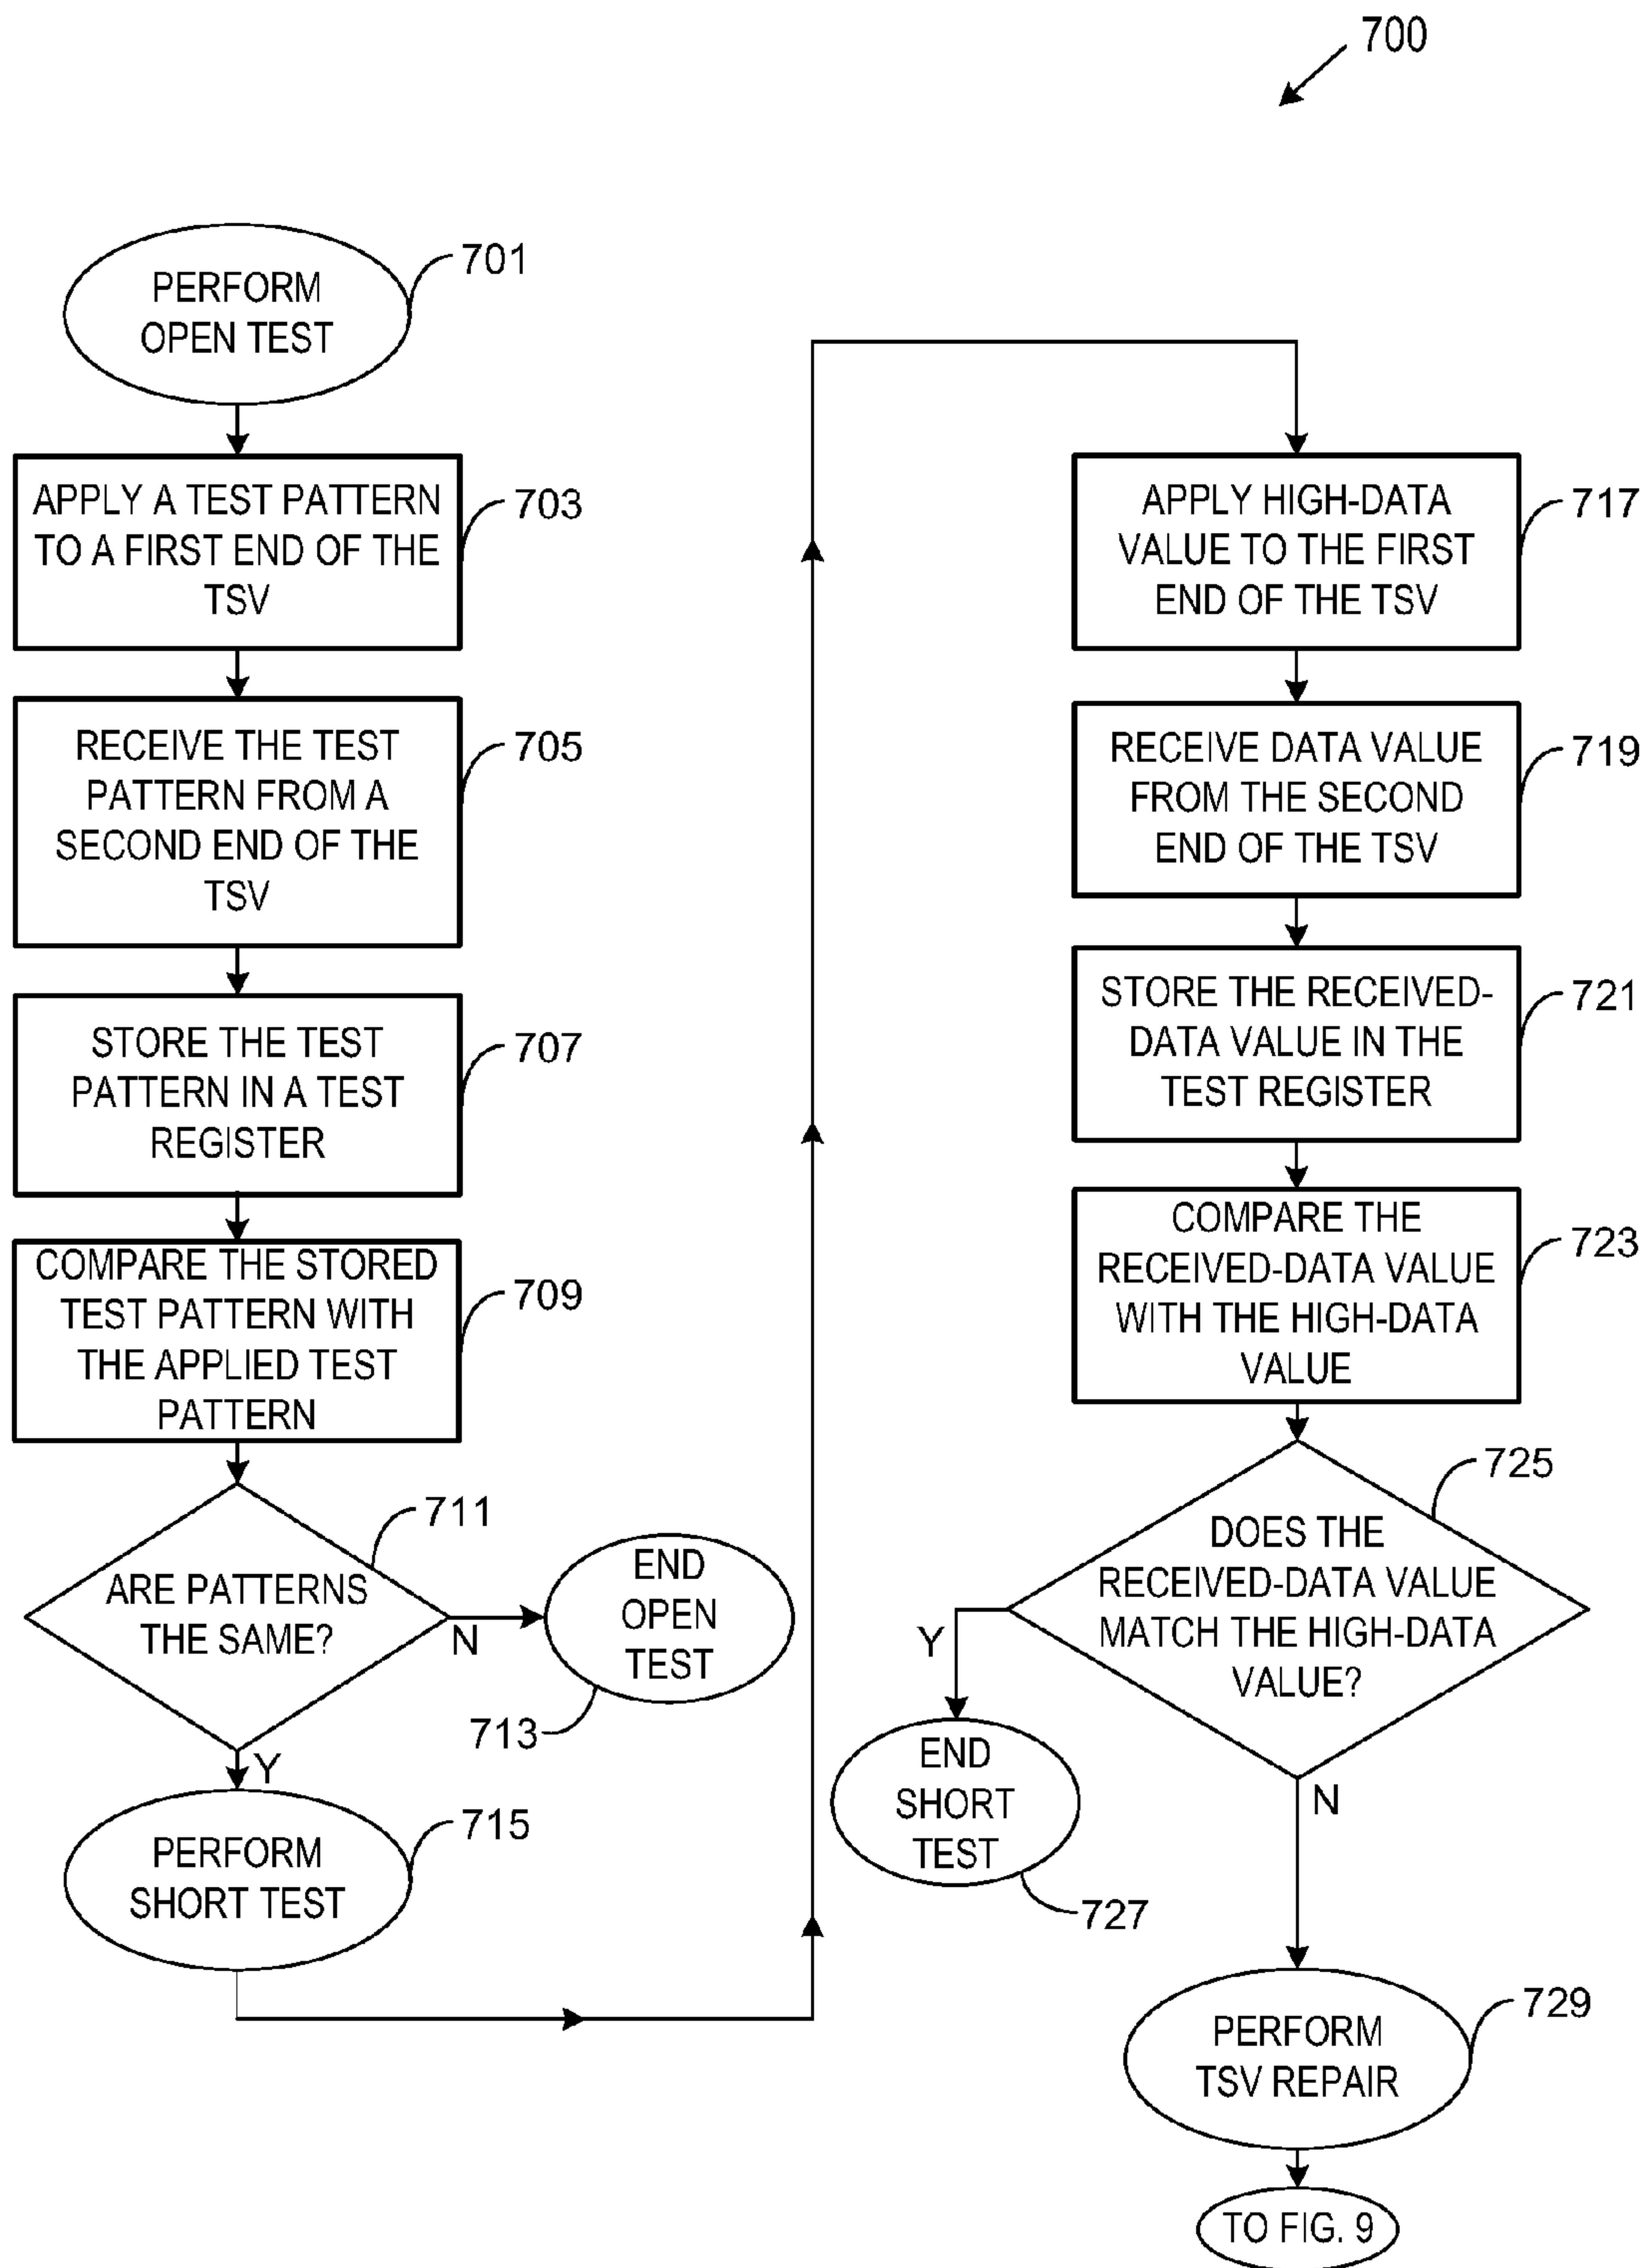 700
PERFORM
OPEN TEST
701
APPLY A TEST PATTERN
TO A FIRST END OF THE
TSV
703
RECEIVE THE TEST
PATTERN FROM A
SECOND END OF THE
TSV
705
STORE THE TEST
PATTERN IN A TEST
REGISTER
707
COMPARE THE STORED
TEST PATTERN WITH
THE APPLIED TEST
PATTERN
709
ARE PATTERNS
THE SAME?
711
N
END
OPEN
TEST
713
Y
PERFORM
SHORT TEST
715
APPLY HIGH-DATA
VALUE TO THE FIRST
END OF THE TSV
717
RECEIVE DATA VALUE
FROM THE SECOND
END OF THE TSV
719
STORE THE RECEIVED-
DATA VALUE IN THE
TEST REGISTER
721
COMPARE THE
RECEIVED-DATA VALUE
WITH THE HIGH-DATA
VALUE
723
DOES THE
RECEIVED-DATA VALUE
MATCH THE HIGH-DATA
VALUE?
725
Y
END
SHORT
TEST
727
N
PERFORM
TSV REPAIR
729
TO FIG. 9